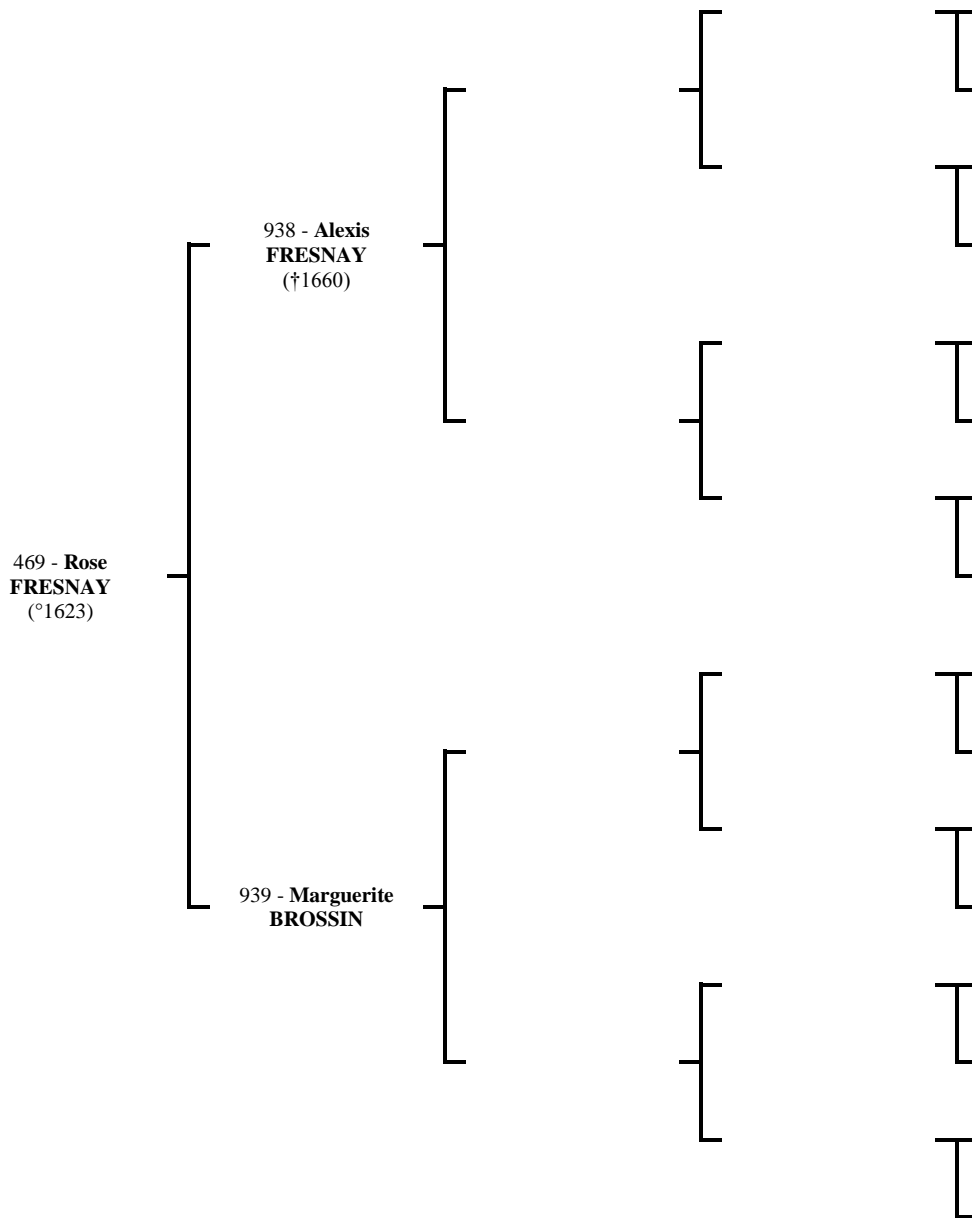 938 - Alexis
FRESNAY
(†1660)
469 - Rose
FRESNAY
(°1623)
939 - Marguerite
BROSSIN